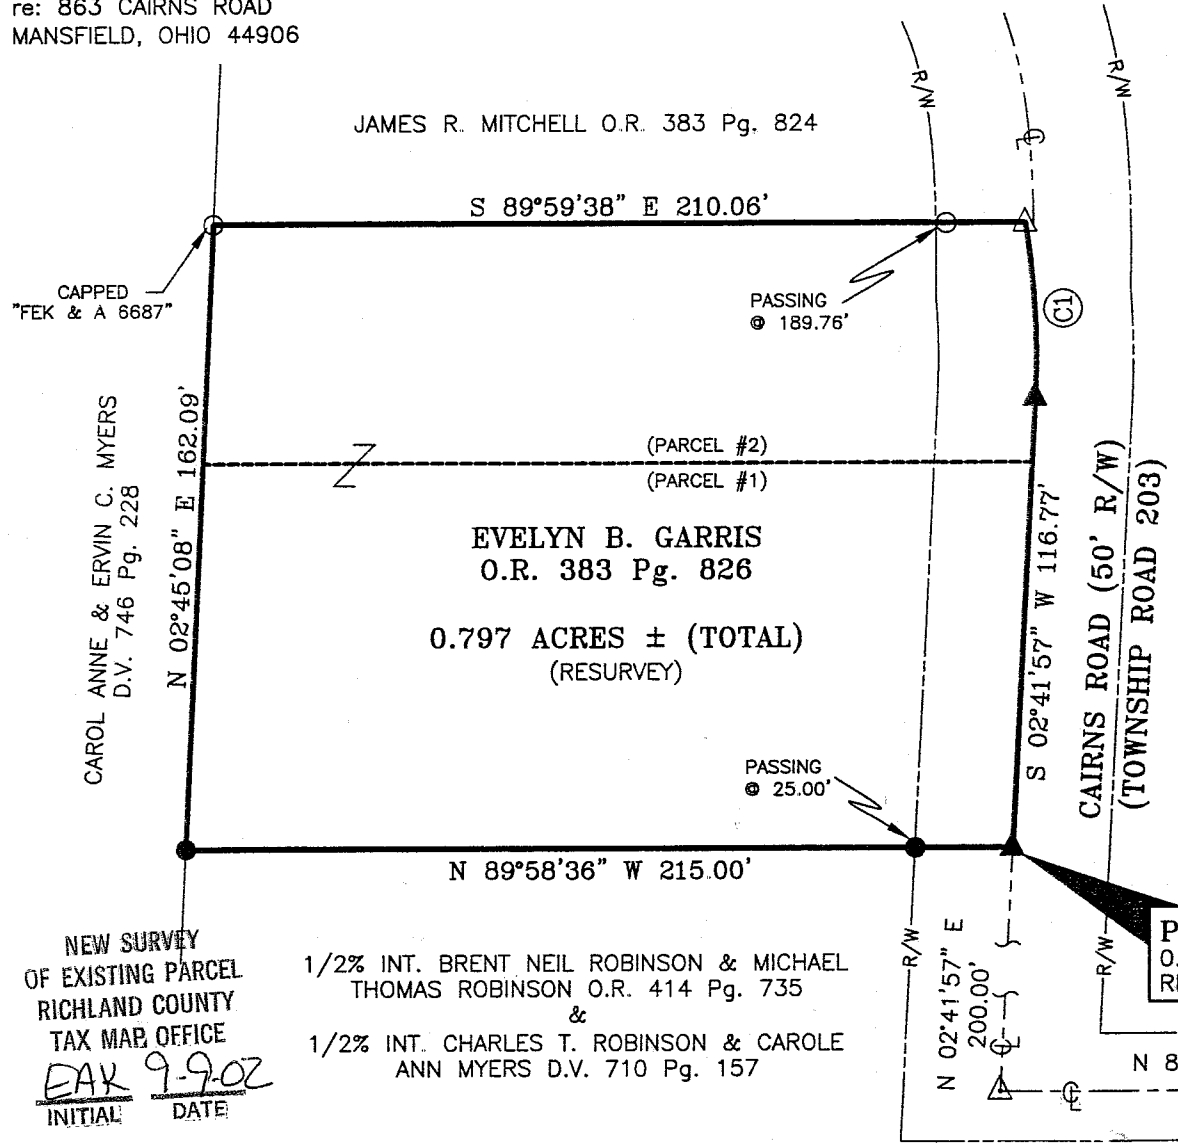 re: 863 CAIRNS ROAD
MANSFIELD, OHIO 44906
R/W
R/W
JAMES R. MITCHELL O.R. 383 Pg. 824
S 89°59'38" E 210.06'
CAPPED
"FEK & A 6687"
PASSING
@ 189.76'
C1
CAROL ANNE & ERVIN C. MYERS
D.V. 746 Pg. 228
N 02°45'08" E 162.09'
(PARCEL #2)
(PARCEL #1)
EVELYN B. GARRIS
O.R. 383 Pg. 826
0.797 ACRES ± (TOTAL)
(RESURVEY)
S 02°41'57" W 116.77'
CAIRNS ROAD (50' R/W)
(TOWNSHIP ROAD 203)
PASSING
@ 25.00'
N 89°58'36" W 215.00'
NEW SURVEY
OF EXISTING PARCEL
RICHLAND COUNTY
TAX MAP OFFICE
EAK 9-9-02
INITIAL DATE
1/2% INT. BRENT NEIL ROBINSON & MICHAEL
THOMAS ROBINSON O.R. 414 Pg. 735
&
1/2% INT. CHARLES T. ROBINSON & CAROLE
ANN MYERS D.V. 710 Pg. 157
R/W
N 02°41'57" E
200.00'
R/W
P
O.
N 8